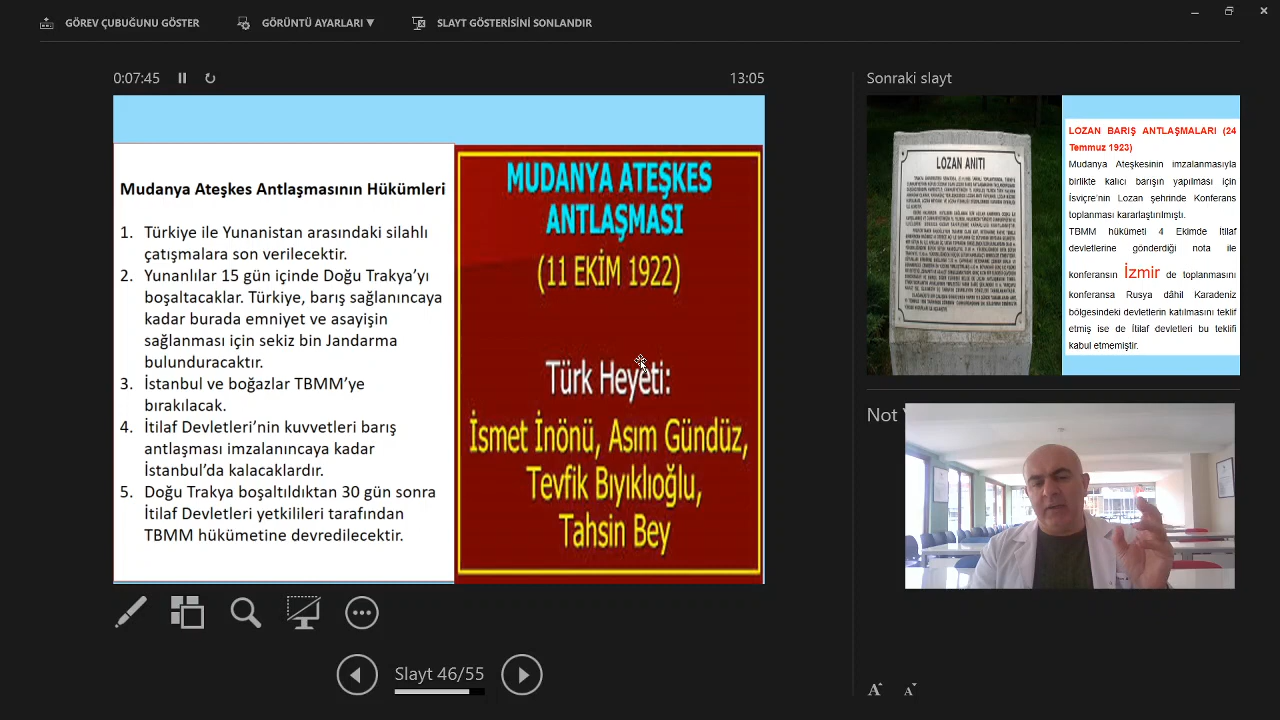 GÖREV ÇUBUĞUNU GÖSTER
GÖRÜNTÜ AYARLARI ▼
SLAYT GÖSTERİSİNİ SONLANDIR
0:07:45
13:05
Mudanya Ateşkes Antlaşmasının Hükümleri
1. Türkiye ile Yunanistan arasındaki silahlı
çatışmalara son verilecektir.
2. Yunanlılar 15 gün içinde Doğu Trakya’yı
boşaltacaklar. Türkiye, barış sağlanıncaya
kadar burada emniyet ve asayişin
sağlanması için sekiz bin Jandarma
bulunduracaktır.
3. İstanbul ve boğazlar TBMM’ye
bırakılacak.
4. İtilaf Devletleri’nin kuvvetleri barış
antlaşması imzalanıncaya kadar
İstanbul’da kalacaklardır.
5. Doğu Trakya boşaltıldıktan 30 gün sonra
İtilaf Devletleri yetkilileri tarafından
TBMM hükümetine devredilecektir.
MUDANYA ATEŞKES
ANTLAŞMASI
(11 EKİM 1922)
Türk Heyeti:
İsmet İnönü, Asım Gündüz,
Tevfik Bıyıklıoğlu,
Tahsin Bey
Slayt 46/55
Sonraki slayt
LOZAN ANITI
LOZAN BARIŞ ANTLAŞMALARI (24
Temmuz 1923)
Mudanya Ateşkesinin imzalanmasıyla
birlikte kalıcı barışın yapılması için
İsviçre’nin Lozan şehrinde Konferans
toplanması kararlaştırılmıştı.
TBMM hükümeti 4 Ekimde İtilaf
devletlerine gönderdiği nota ile
konferansın İzmir de toplanmasını
konferansa Rusya dâhil Karadeniz
bölgesindeki devletlerin katılmasını teklif
etmiş ise de İtilaf devletleri bu teklifi
kabul etmemiştir.
Not
A A